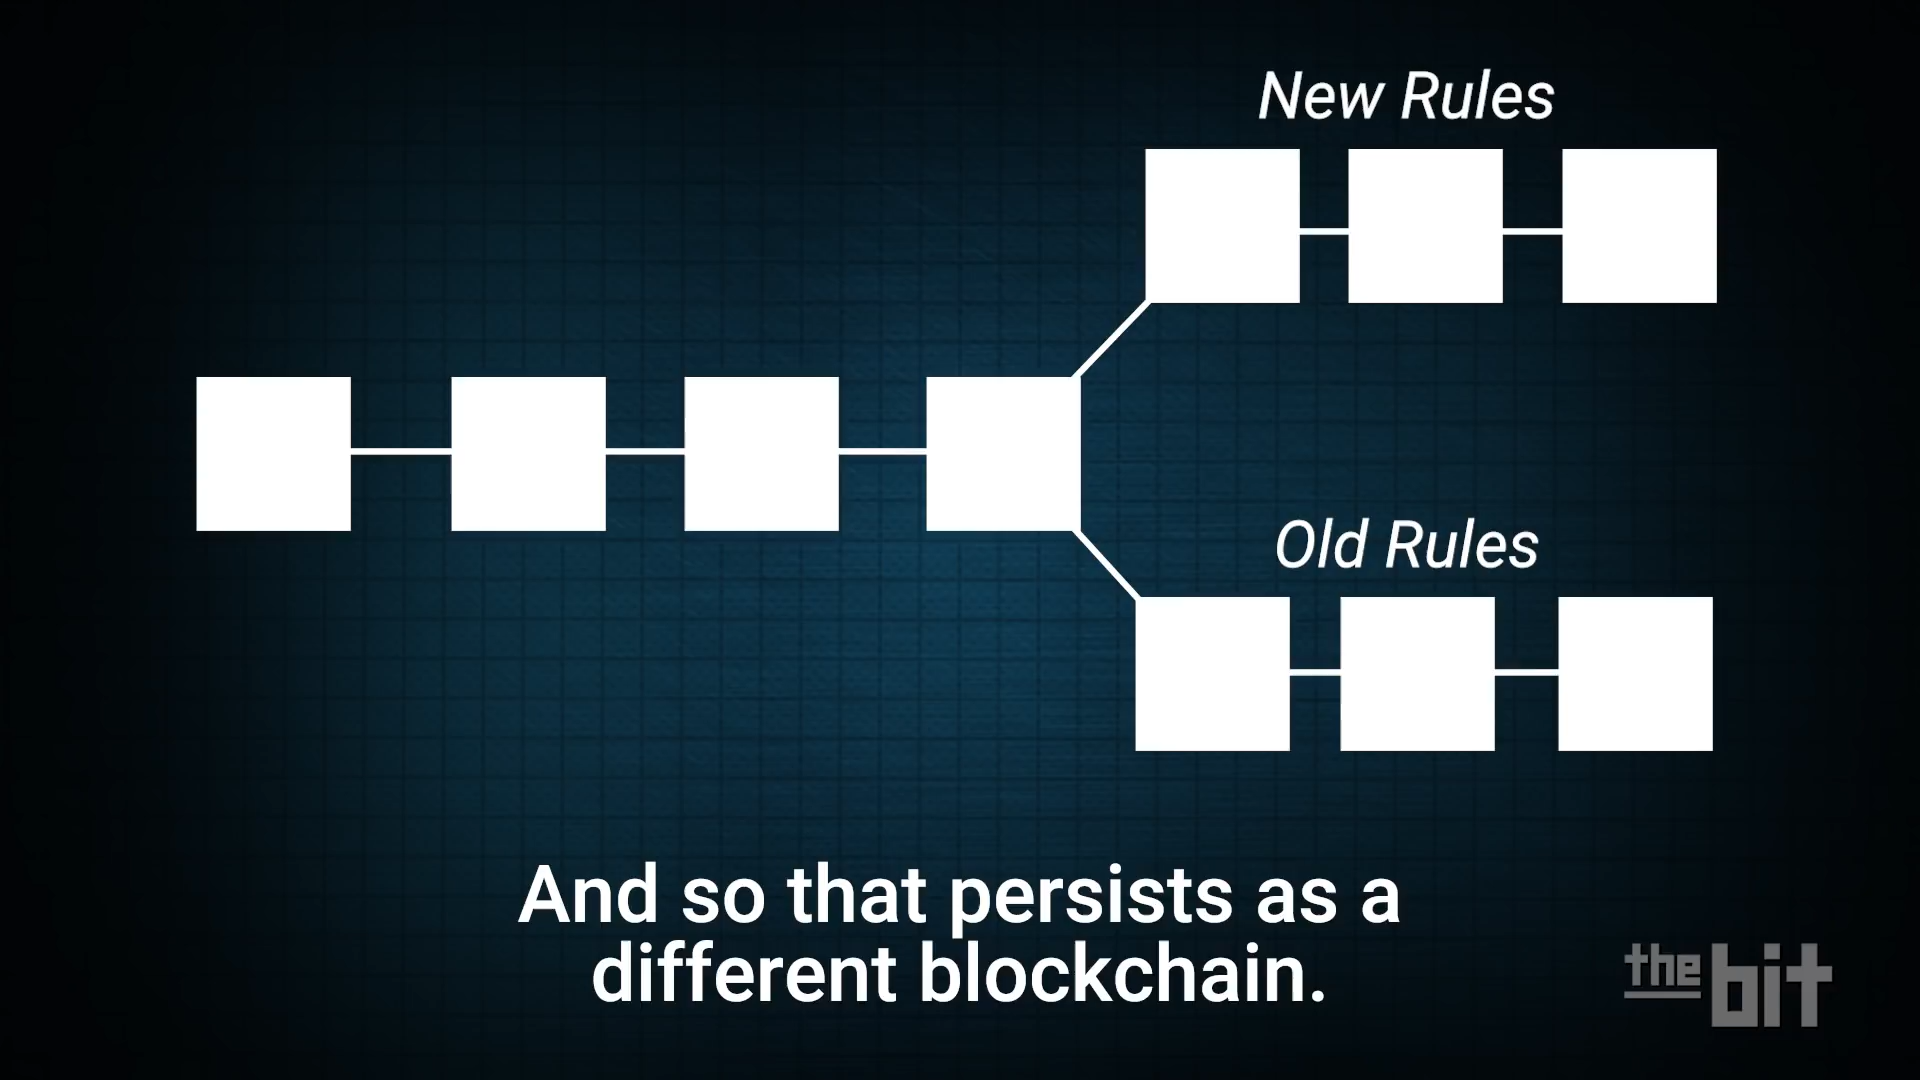 New Rules
Old Rules
And so that persists as a
different blockchain.
the bit